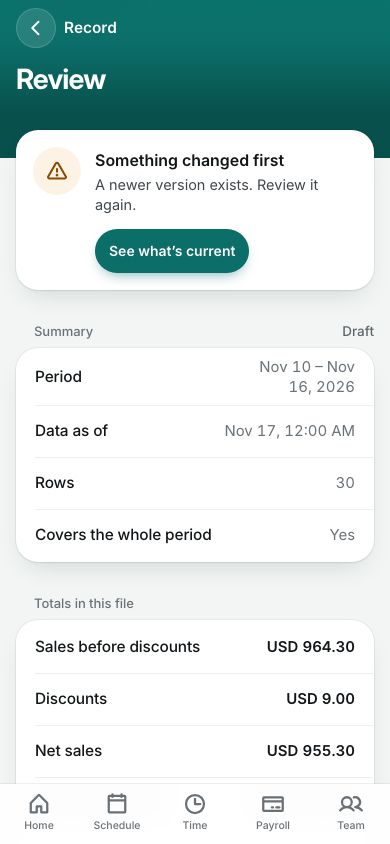 Record
Review
Something changed first
A newer version exists. Review it
again.
See what’s current
Summary
Draft
Period
Nov 10 – Nov
16, 2026
Data as of
Nov 17, 12:00 AM
Rows
30
Covers the whole period
Yes
Totals in this file
Sales before discounts
USD 964.30
Discounts
USD 9.00
Net sales
USD 955.30
Home
Schedule
Time
Payroll
Team